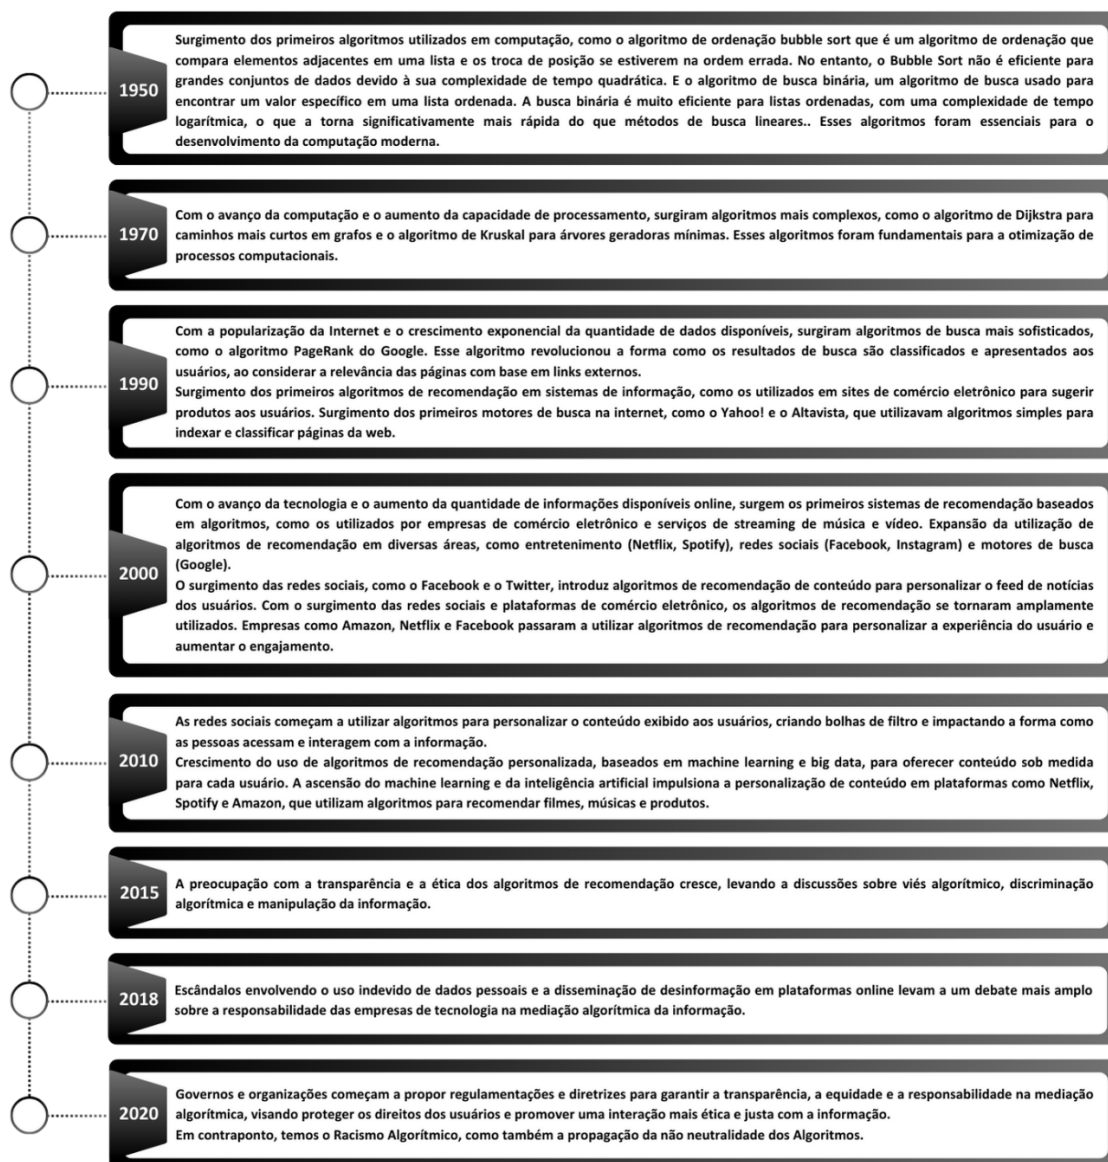 1950
Surgimento dos primeiros algoritmos utilizados em computação, como o algoritmo de ordenação bubble sort que é um algoritmo de ordenação que
compara elementos adjacentes em uma lista e os troca de posição se estiverem na ordem errada. No entanto, o Bubble Sort não é eficiente para
grandes conjuntos de dados devido à sua complexidade de tempo quadrática. E o algoritmo de busca binária, um algoritmo de busca usado para
encontrar um valor específico em uma lista ordenada. A busca binária é muito eficiente para listas ordenadas, com uma complexidade de tempo
logarítmica, o que a torna significativamente mais rápida do que métodos de busca lineares.. Esses algoritmos foram essenciais para o
desenvolvimento da computação moderna.
1970
Com o avanço da computação e o aumento da capacidade de processamento, surgiram algoritmos mais complexos, como o algoritmo de Dijkstra para
caminhos mais curtos em grafos e o algoritmo de Kruskal para árvores geradoras mínimas. Esses algoritmos foram fundamentais para a otimização de
processos computacionais.
1990
Com a popularização da Internet e o crescimento exponencial da quantidade de dados disponíveis, surgiram algoritmos de busca mais sofisticados,
como o algoritmo PageRank do Google. Esse algoritmo revolucionou a forma como os resultados de busca são classificados e apresentados aos
usuários, ao considerar a relevância das páginas com base em links externos.
Surgimento dos primeiros algoritmos de recomendação em sistemas de informação, como os utilizados em sites de comércio eletrônico para sugerir
produtos aos usuários. Surgimento dos primeiros motores de busca na internet, como o Yahoo! e o Altavista, que utilizavam algoritmos simples para
indexar e classificar páginas da web.
2000
Com o avanço da tecnologia e o aumento da quantidade de informações disponíveis online, surgem os primeiros sistemas de recomendação baseados
em algoritmos, como os utilizados por empresas de comércio eletrônico e serviços de streaming de música e vídeo. Expansão da utilização de
algoritmos de recomendação em diversas áreas, como entretenimento (Netflix, Spotify), redes sociais (Facebook, Instagram) e motores de busca
(Google).
O surgimento das redes sociais, como o Facebook e o Twitter, introduz algoritmos de recomendação de conteúdo para personalizar o feed de notícias
dos usuários. Com o surgimento das redes sociais e plataformas de comércio eletrônico, os algoritmos de recomendação se tornaram amplamente
utilizados. Empresas como Amazon, Netflix e Facebook passaram a utilizar algoritmos de recomendação para personalizar a experiência do usuário e
aumentar o engajamento.
2010
As redes sociais começam a utilizar algoritmos para personalizar o conteúdo exibido aos usuários, criando bolhas de filtro e impactando a forma como
as pessoas acessam e interagem com a informação.
Crescimento do uso de algoritmos de recomendação personalizada, baseados em machine learning e big data, para oferecer conteúdo sob medida
para cada usuário. A ascensão do machine learning e da inteligência artificial impulsiona a personalização de conteúdo em plataformas como Netflix,
Spotify e Amazon, que utilizam algoritmos para recomendar filmes, músicas e produtos.
2015
A preocupação com a transparência e a ética dos algoritmos de recomendação cresce, levando a discussões sobre viés algorítmico, discriminação
algorítmica e manipulação da informação.
2018
Escândalos envolvendo o uso indevido de dados pessoais e a disseminação de desinformação em plataformas online levam a um debate mais amplo
sobre a responsabilidade das empresas de tecnologia na mediação algorítmica da informação.
2020
Governos e organizações começam a propor regulamentações e diretrizes para garantir a transparência, a equidade e a responsabilidade na mediação
algorítmica, visando proteger os direitos dos usuários e promover uma interação mais ética e justa com a informação.
Em contraponto, temos o Racismo Algorítmico, como também a propagação da não neutralidade dos Algoritmos.